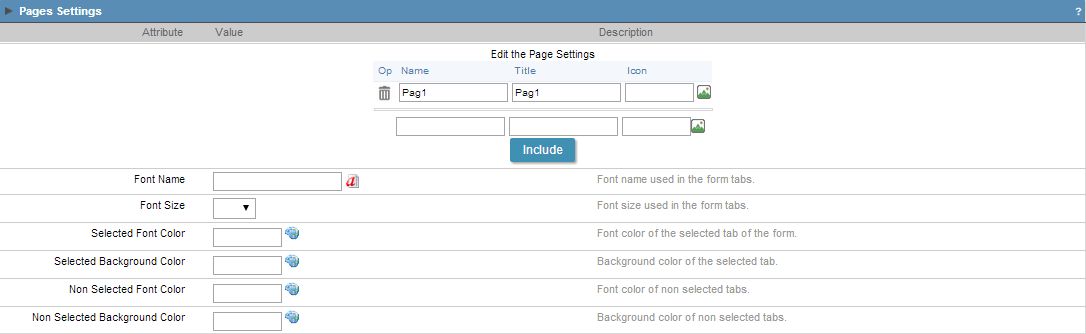 Pages Settings ?
Attribute Value Description
Edit the Page Settings
Op Name Title Icon
Pag1 Pag1
Include
Font Name a Font name used in the form tabs.
Font Size Font size used in the form tabs.
Selected Font Color Font color of the selected tab of the form.
Selected Background Color Background color of the selected tab.
Non Selected Font Color Font color of non selected tabs.
Non Selected Background Color Background color of non selected tabs.